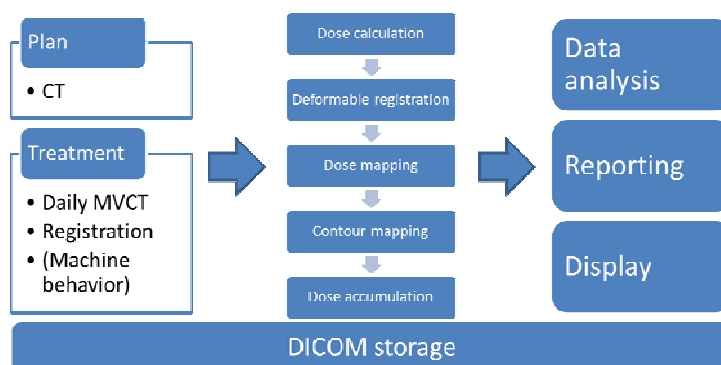 Plan
• CT
Treatment
• Daily MVCT
• Registration
• (Machine
behavior)
Dose calculation
Deformable registration
Dose mapping
Contour mapping
Dose accumulation
Data
analysis
Reporting
Display
DICOM storage